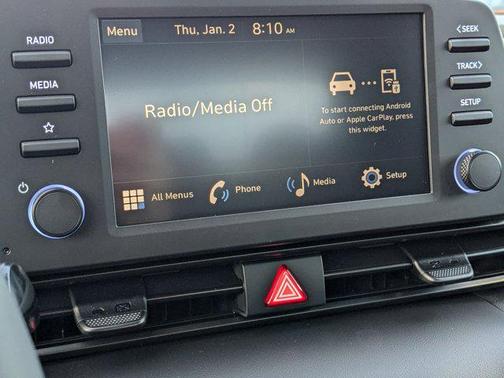 RADIO
MEDIA
Menu
Thu, Jan. 2
8:10 AM
Radio/Media Off
To start connecting Android
Auto or Apple CarPlay, press
this widget.
All Menus
Phone
Media
Setup
<SEEK
TRACK>
SETUP